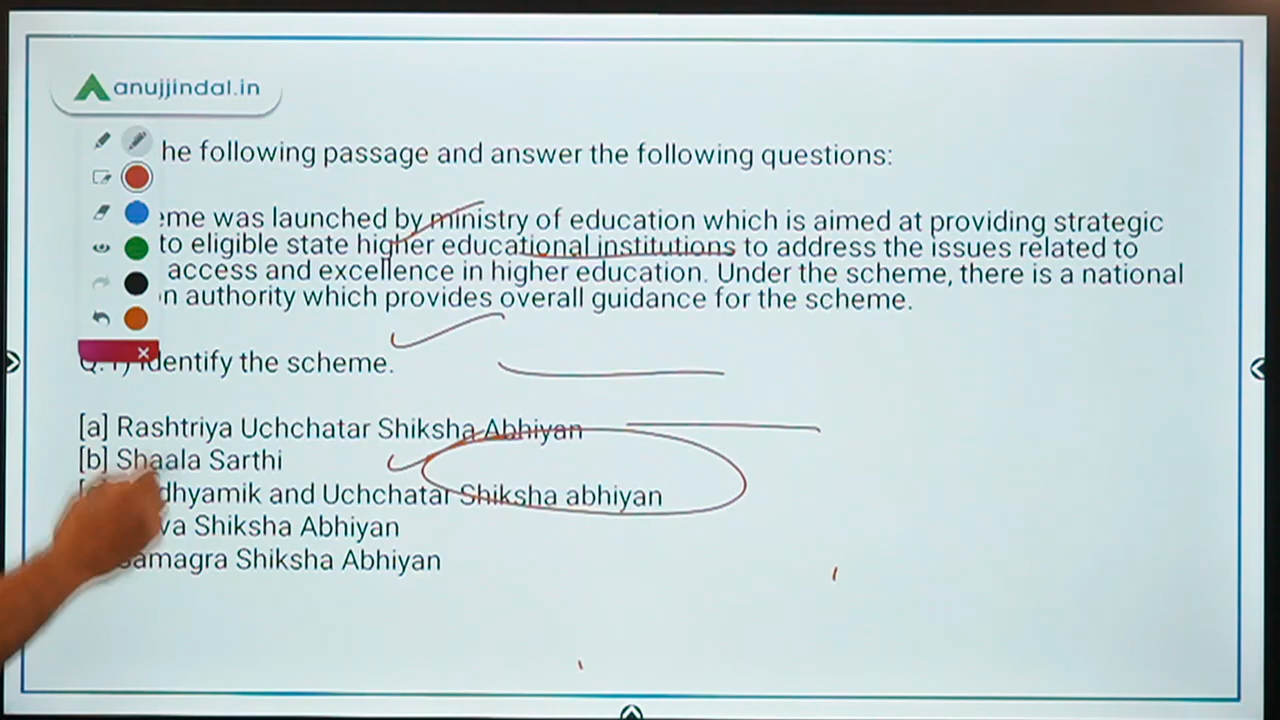 anujjindal.in
he following passage and answer the following questions:
eme was launched by ministry of education which is aimed at providing strategic
to eligible state higher educational institutions to address the issues related to
access and excellence in higher education. Under the scheme, there is a national
n authority which provides overall guidance for the scheme.
Q.1) Identify the scheme.
[a] Rashtriya Uchchatar Shiksha Abhiyan
[b] Shaala Sarthi
dhyamik and Uchchatar Shiksha abhiyan
va Shiksha Abhiyan
Samagra Shiksha Abhiyan